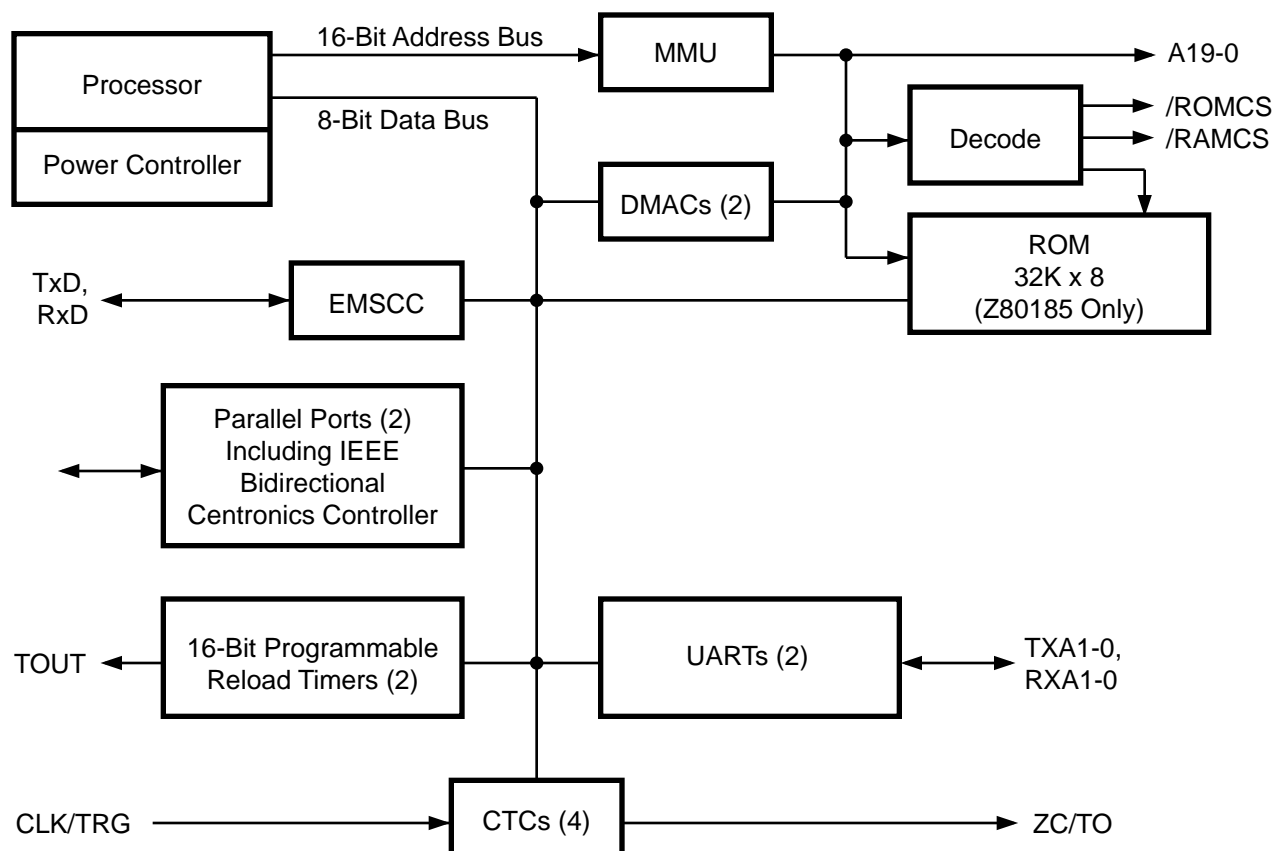 16-Bit Address Bus
MMU
A19-0
Processor
8-Bit Data Bus
Power Controller
Decode
/ROMCS
/RAMCS
DMACs (2)
ROM
32K x 8
(Z80185 Only)
TxD,
RxD
EMSCC
Parallel Ports (2)
Including IEEE
Bidirectional
Centronics Controller
TOUT
16-Bit Programmable
Reload Timers (2)
UARTs (2)
TXA1-0,
RXA1-0
CLK/TRG
CTCs (4)
ZC/TO